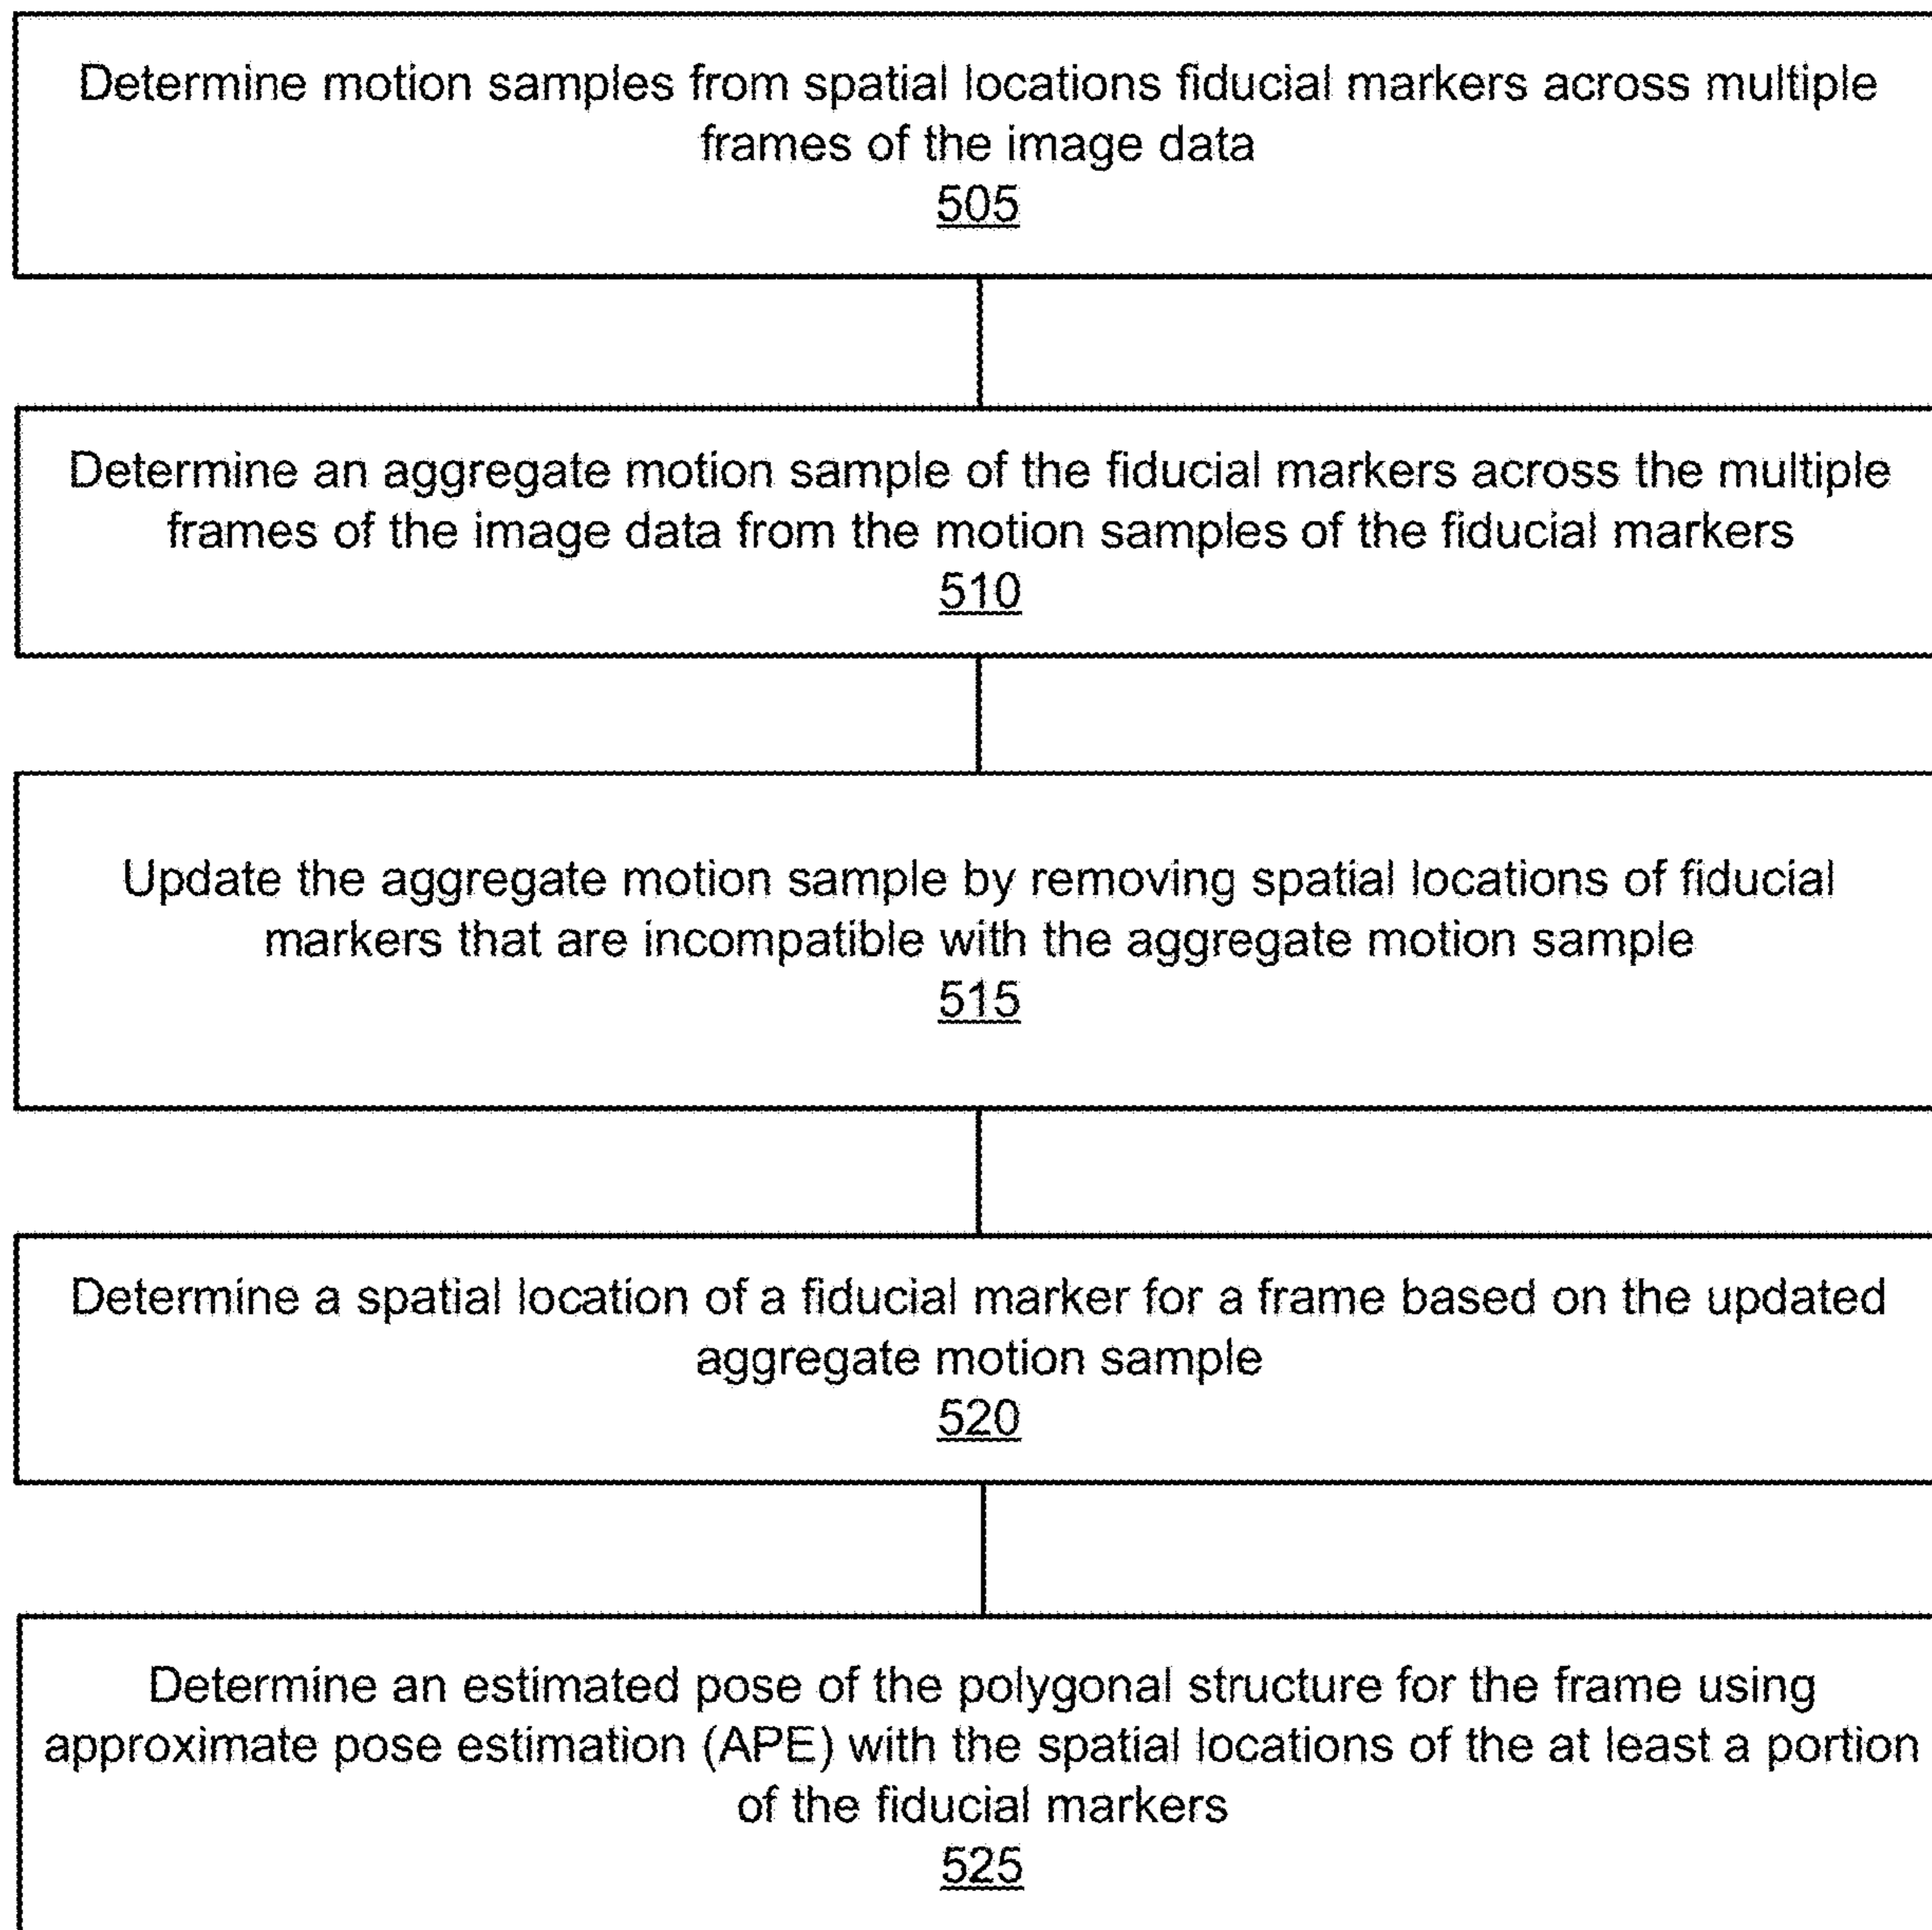 Determine motion samples from spatial locations fiducial markers across multiple
frames of the image data
505
Determine an aggregate motion sample of the fiducial markers across the multiple
frames of the image data from the motion samples of the fiducial markers
510
Update the aggregate motion sample by removing spatial locations of fiducial
markers that are incompatible with the aggregate motion sample
515
Determine a spatial location of a fiducial marker for a frame based on the updated
aggregate motion sample
520
Determine an estimated pose of the polygonal structure for the frame using
approximate pose estimation (APE) with the spatial locations of the at least a portion
of the fiducial markers
525